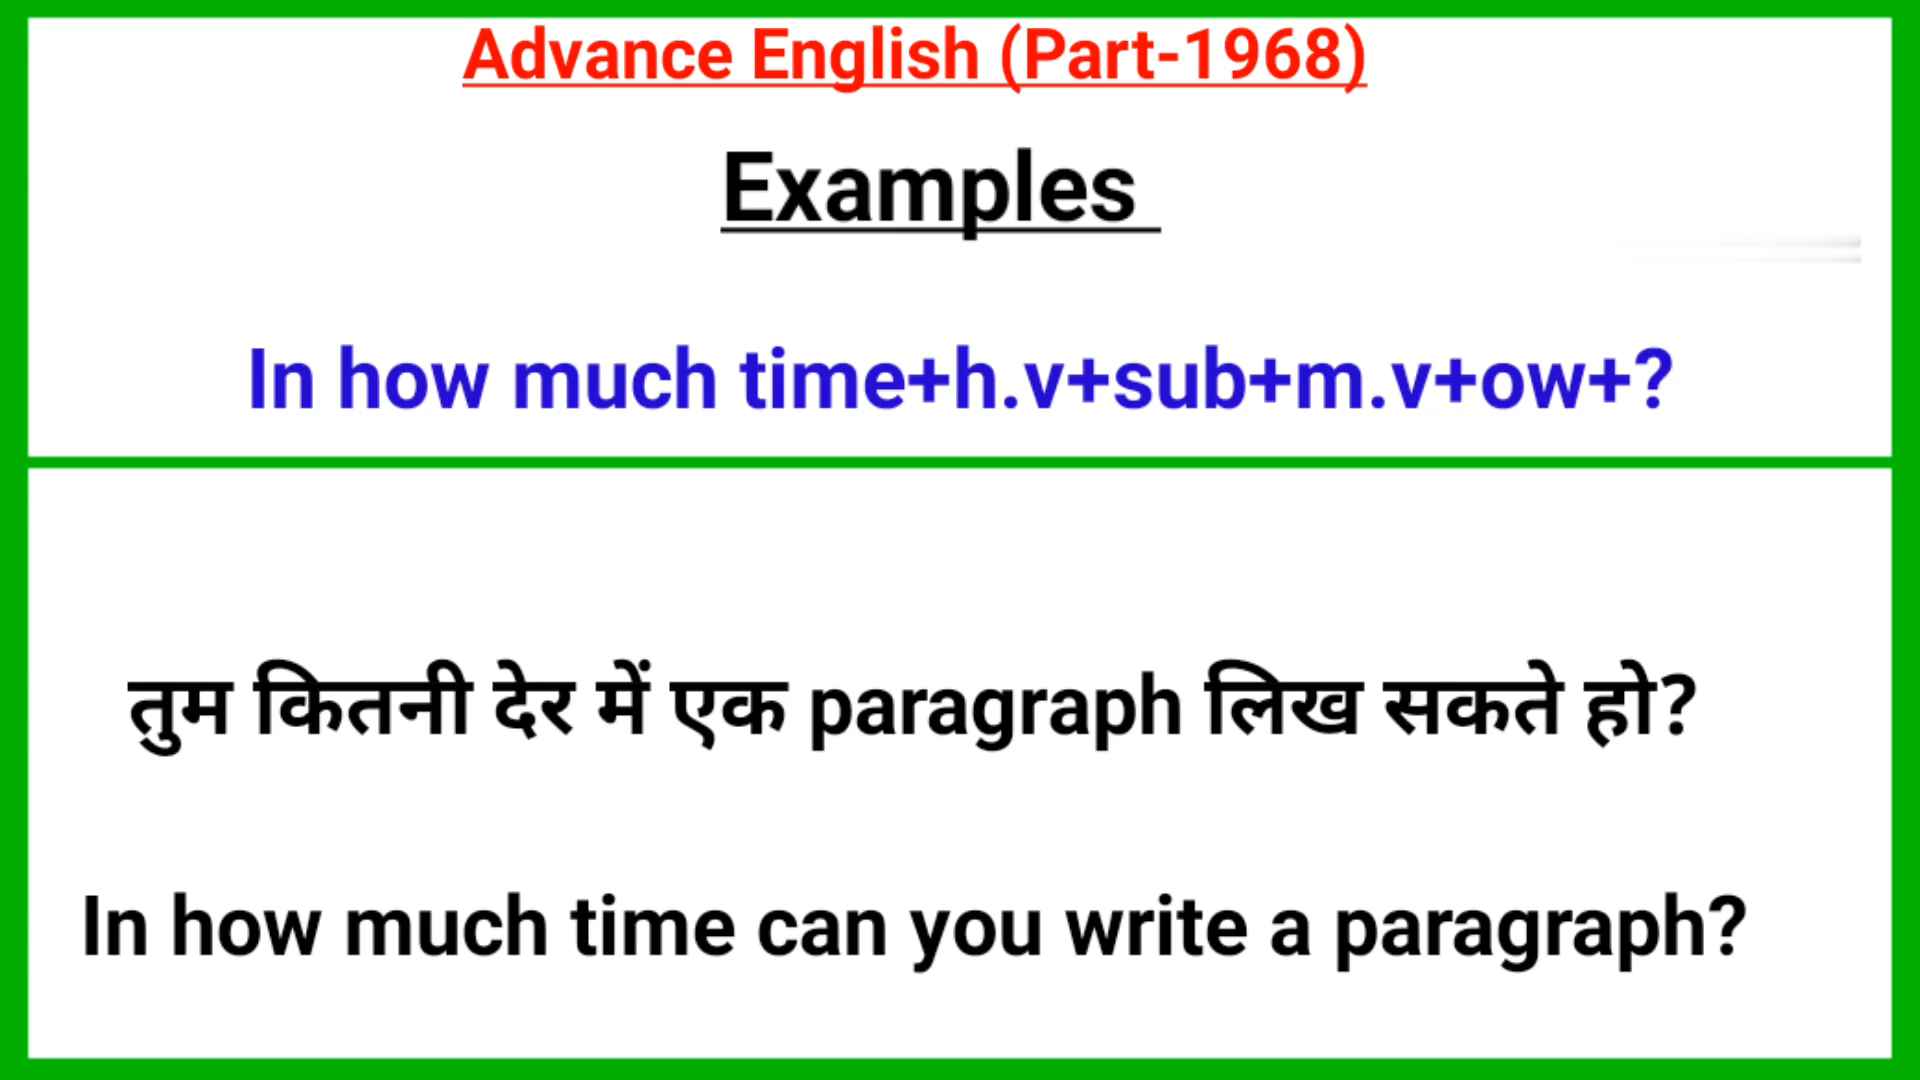 Advance English (Part-1968)
Examples
In how much time+h.v+sub+m.v+ow+?
तुम कितनी देर में एक paragraph लिख सकते हो?
In how much time can you write a paragraph?